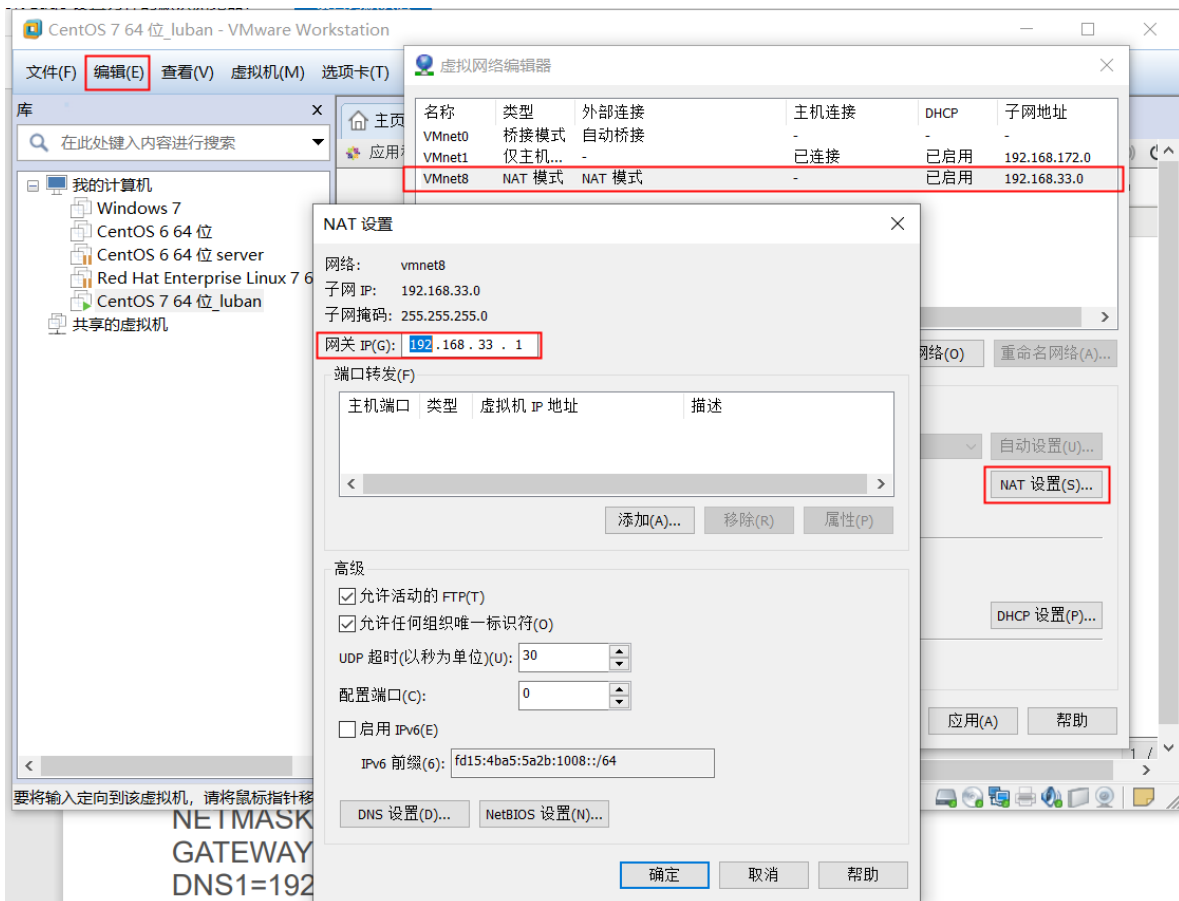 CentOS 7 64 位_luban - VMware Workstation
文件(F) 编辑(E) 查看(V) 虚拟机(M) 选项卡(T)
库
在此处键入内容进行搜索
我的计算机
Windows 7
CentOS 6 64 位
CentOS 6 64 位 server
Red Hat Enterprise Linux 7 6
CentOS 7 64 位_luban
共享的虚拟机
主页
应用
虚拟网络编辑器
名称 类型 外部连接 主机连接 DHCP 子网地址
VMnet0 桥接模式 自动桥接 - - -
VMnet1 仅主机... - 已连接 已启用 192.168.172.0
VMnet8 NAT 模式 NAT 模式 - 已启用 192.168.33.0
网络(O) 重命名网络(A)...
自动设置(U)...
NAT 设置(S)...
DHCP 设置(P)...
应用(A) 帮助
NAT 设置
网络: vmnet8
子网 IP: 192.168.33.0
子网掩码: 255.255.255.0
网关 IP(G): 192 . 168 . 33 . 1
端口转发(F)
主机端口 类型 虚拟机 IP 地址 描述
添加(A)... 移除(R) 属性(P)
高级
允许活动的 FTP(T)
允许任何组织唯一标识符(O)
UDP 超时(以秒为单位)(U): 30
配置端口(C): 0
启用 IPv6(E)
IPv6 前缀(6): fd15:4ba5:5a2b:1008::/64
DNS 设置(D)... NetBIOS 设置(N)...
确定 取消 帮助
1 /
要将输入定向到该虚拟机，请将鼠标指针移
NETMASK
GATEWAY
DNS1=192